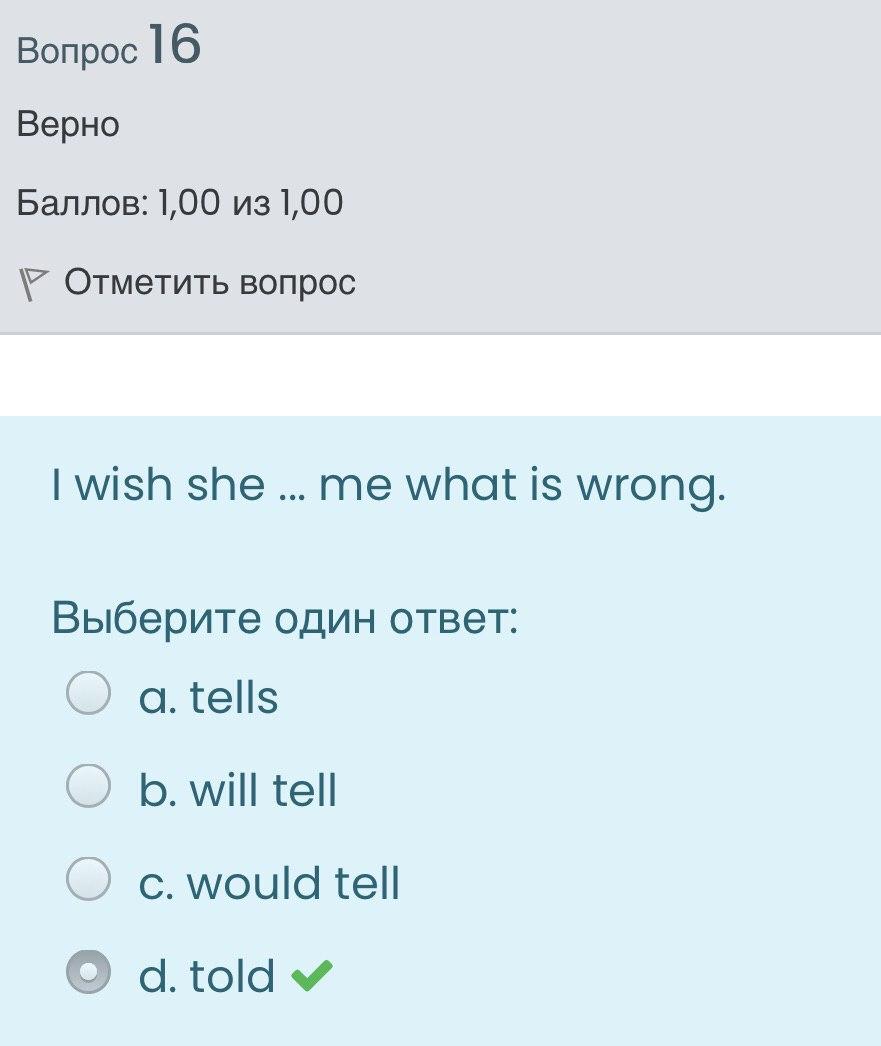 Вопрос 16
Верно
Баллов: 1,00 из 1,00
Отметить вопрос
I wish she ... me what is wrong.
Выберите один ответ:
a. tells
b. will tell
c. would tell
d. told